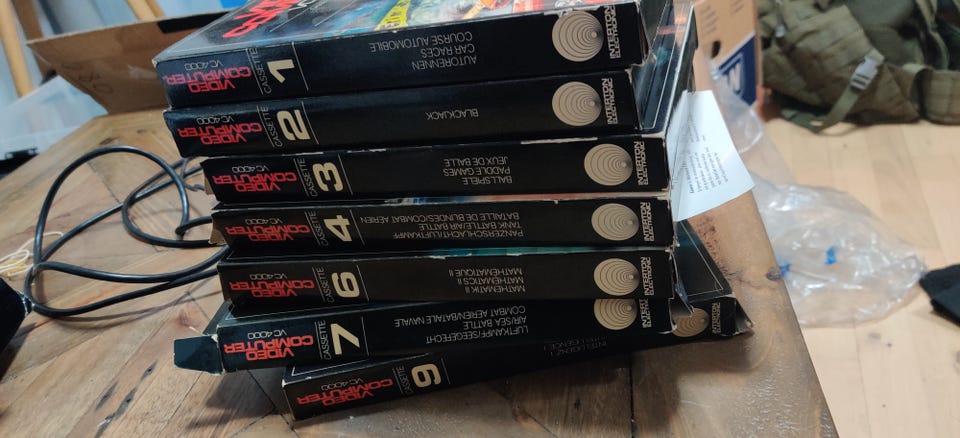 VIDEO
COMPUTER
VC 4000
CASSETTE
1
AUTORENNEN
CAR RACES
COURSE AUTOMOBILE
INTERTON
ELECTRONIC
VIDEO
COMPUTER
VC 4000
CASSETTE
2
BLACKJACK
INTERTON
ELECTRONIC
VIDEO
COMPUTER
VC 4000
CASSETTE
3
BALLSPIELE
PADDLE GAMES
JEUX DE BALLE
INTERTON
ELECTRONIC
VIDEO
COMPUTER
VC 4000
CASSETTE
4
PANZERSCHLACHT/LUFTKAMPF
TANK BATTLE/AIR BATTLE
BATAILLE DE BLINDES/COMBAT AERIEN
INTERTON
ELECTRONIC
VIDEO
COMPUTER
VC 4000
CASSETTE
6
MATHEMATIK II
MATHEMATICS II
MATHEMATIQUE II
INTERTON
ELECTRONIC
VIDEO
COMPUTER
VC 4000
CASSETTE
7
LUFTKAMPF/SEEGEFECHT
AIR/SEA BATTLE
COMBAT AERIEN/BATAILLE NAVALE
INTERTON
ELECTRONIC
VIDEO
COMPUTER
VC 4000
CASSETTE
9